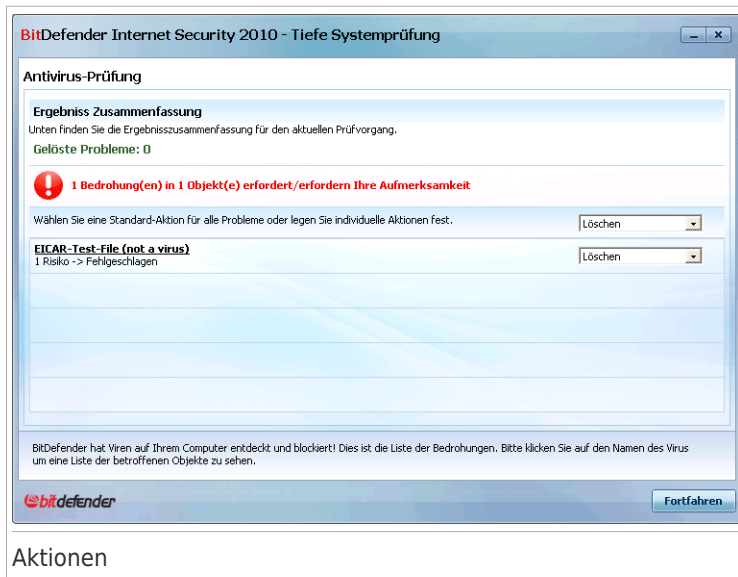 BitDefender Internet Security 2010 - Tiefe Systemprüfung
Antivirus-Prüfung
Ergebniss Zusammenfassung
Unten finden Sie die Ergebnisszusammenfassung für den aktuellen Prüfvorgang.
Gelöste Probleme: 0
1 Bedrohung(en) in 1 Objekt(e) erfordert/erfordern Ihre Aufmerksamkeit
Wählen Sie eine Standard-Aktion für alle Probleme oder legen Sie individuelle Aktionen fest.
Löschen
EICAR-Test-File (not a virus)
1 Risiko -> Fehlgeschlagen
Löschen
BitDefender hat Viren auf Ihrem Computer entdeckt und blockiert! Dies ist die Liste der Bedrohungen. Bitte klicken Sie auf den Namen des Virus
um eine Liste der betroffenen Objekte zu sehen.
bitdefender
Fortfahren
Aktionen